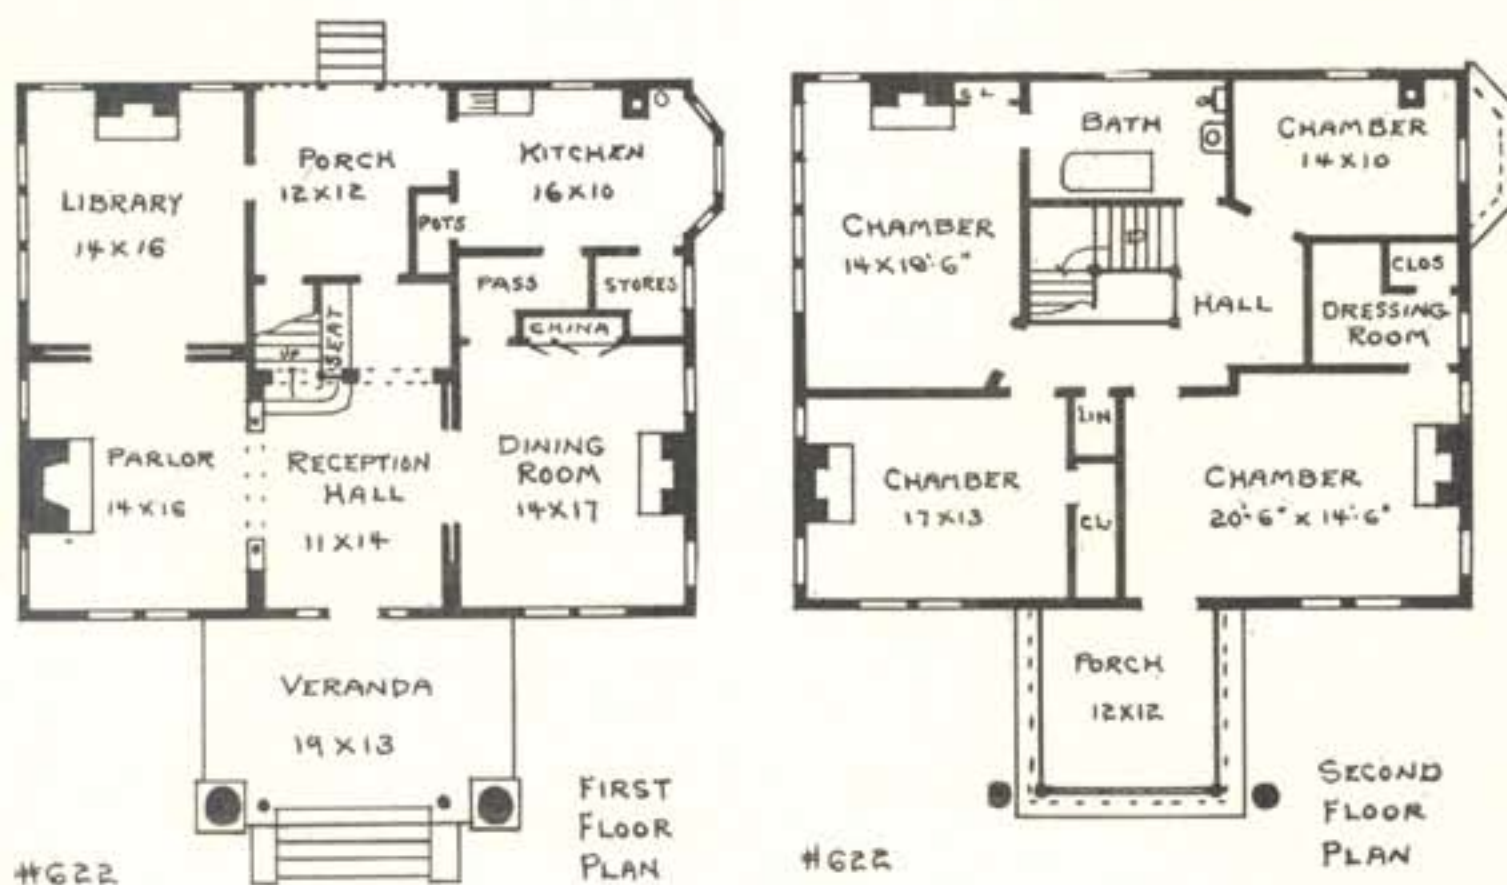 PORCH
12X12
KITCHEN
16X10
LIBRARY
14X16
POTS
PASS
STORES
CHINA
SEAT
UP
PARLOR
14X16
RECEPTION
HALL
11X14
DINING
ROOM
14X17
VERANDA
19X13
FIRST
FLOOR
PLAN
#622
BATH
CHAMBER
14X10
CHAMBER
14X18'-6"
HALL
CLOS
DRESSING
ROOM
LIN
CHAMBER
17X13
CL
CHAMBER
20'-6" X 14'-6"
PORCH
12X12
SECOND
FLOOR
PLAN
#622